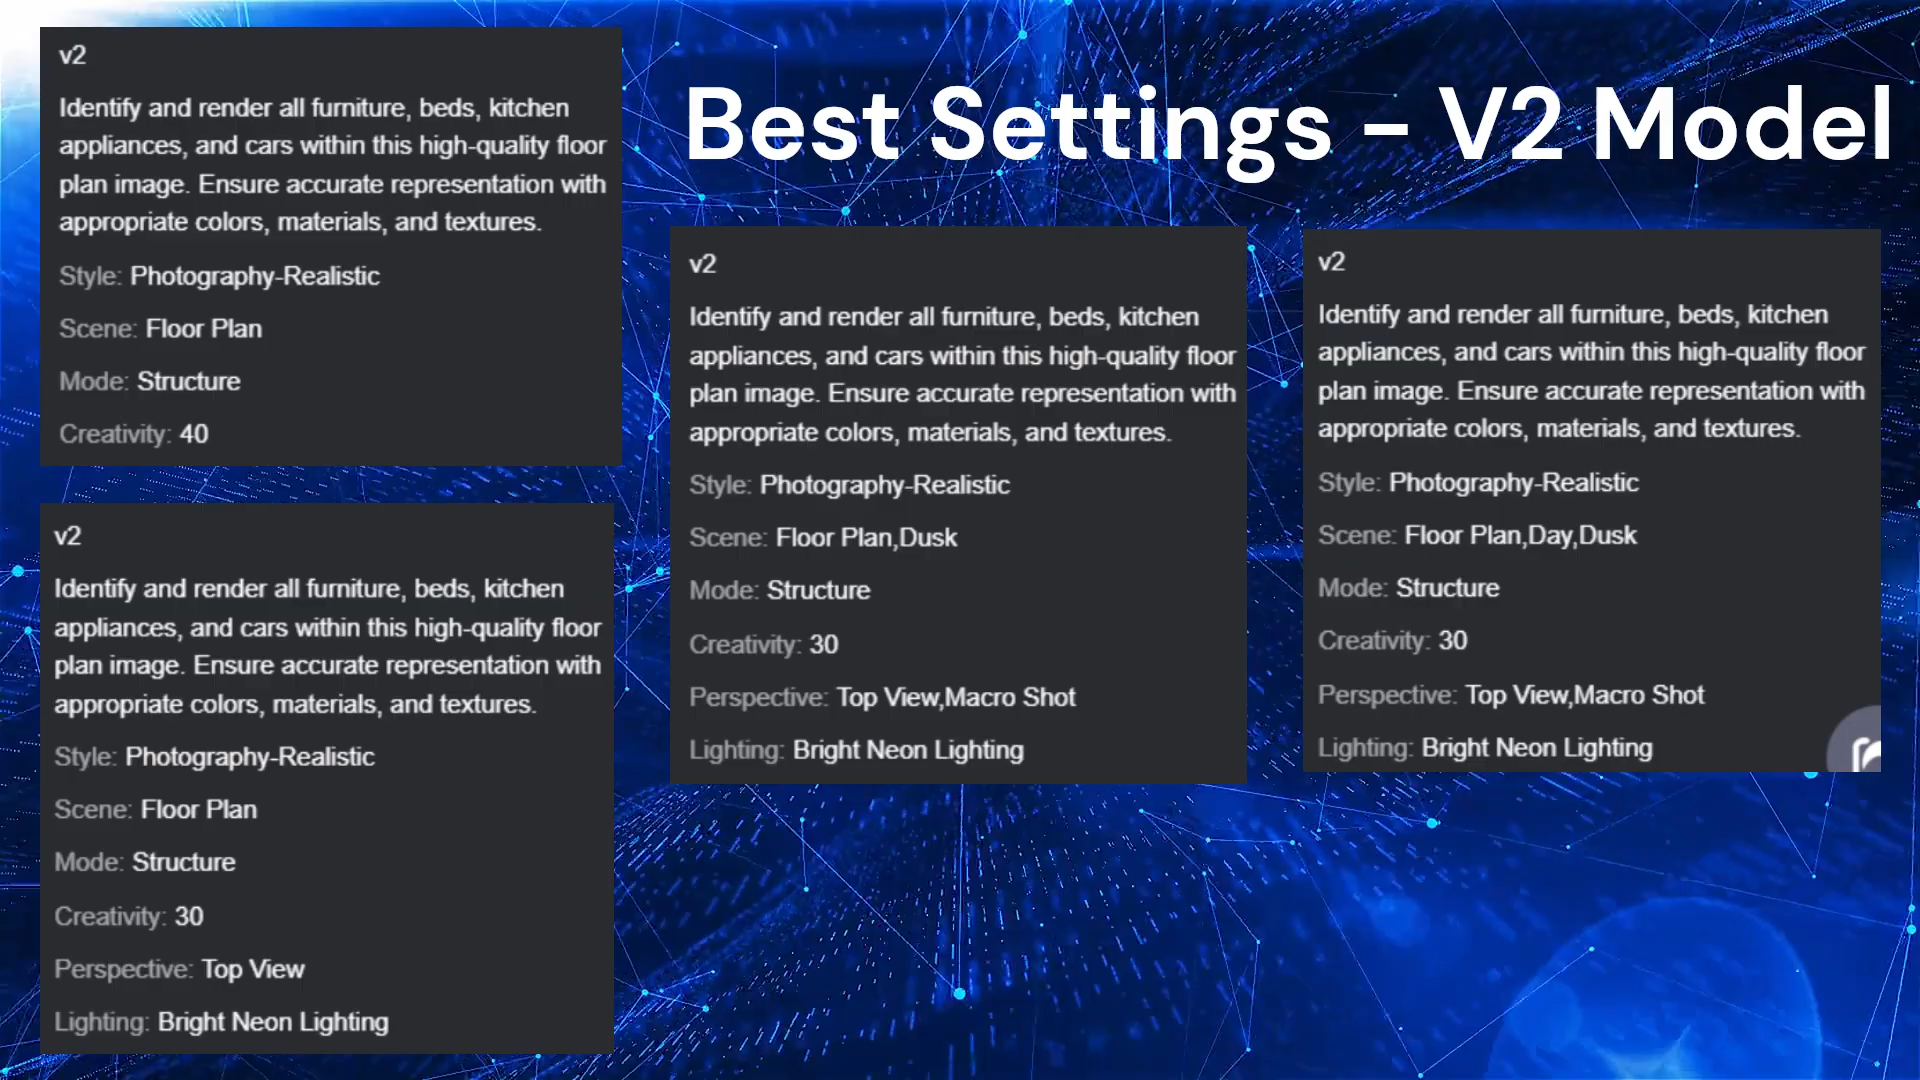 Best Settings – V2 Model
v2
Identify and render all furniture, beds, kitchen
appliances, and cars within this high-quality floor
plan image. Ensure accurate representation with
appropriate colors, materials, and textures.
Style: Photography-Realistic
Scene: Floor Plan
Mode: Structure
Creativity: 40
v2
Identify and render all furniture, beds, kitchen
appliances, and cars within this high-quality floor
plan image. Ensure accurate representation with
appropriate colors, materials, and textures.
Style: Photography-Realistic
Scene: Floor Plan
Mode: Structure
Creativity: 30
Perspective: Top View
Lighting: Bright Neon Lighting
v2
Identify and render all furniture, beds, kitchen
appliances, and cars within this high-quality floor
plan image. Ensure accurate representation with
appropriate colors, materials, and textures.
Style: Photography-Realistic
Scene: Floor Plan,Dusk
Mode: Structure
Creativity: 30
Perspective: Top View,Macro Shot
Lighting: Bright Neon Lighting
v2
Identify and render all furniture, beds, kitchen
appliances, and cars within this high-quality floor
plan image. Ensure accurate representation with
appropriate colors, materials, and textures.
Style: Photography-Realistic
Scene: Floor Plan,Day,Dusk
Mode: Structure
Creativity: 30
Perspective: Top View,Macro Shot
Lighting: Bright Neon Lighting